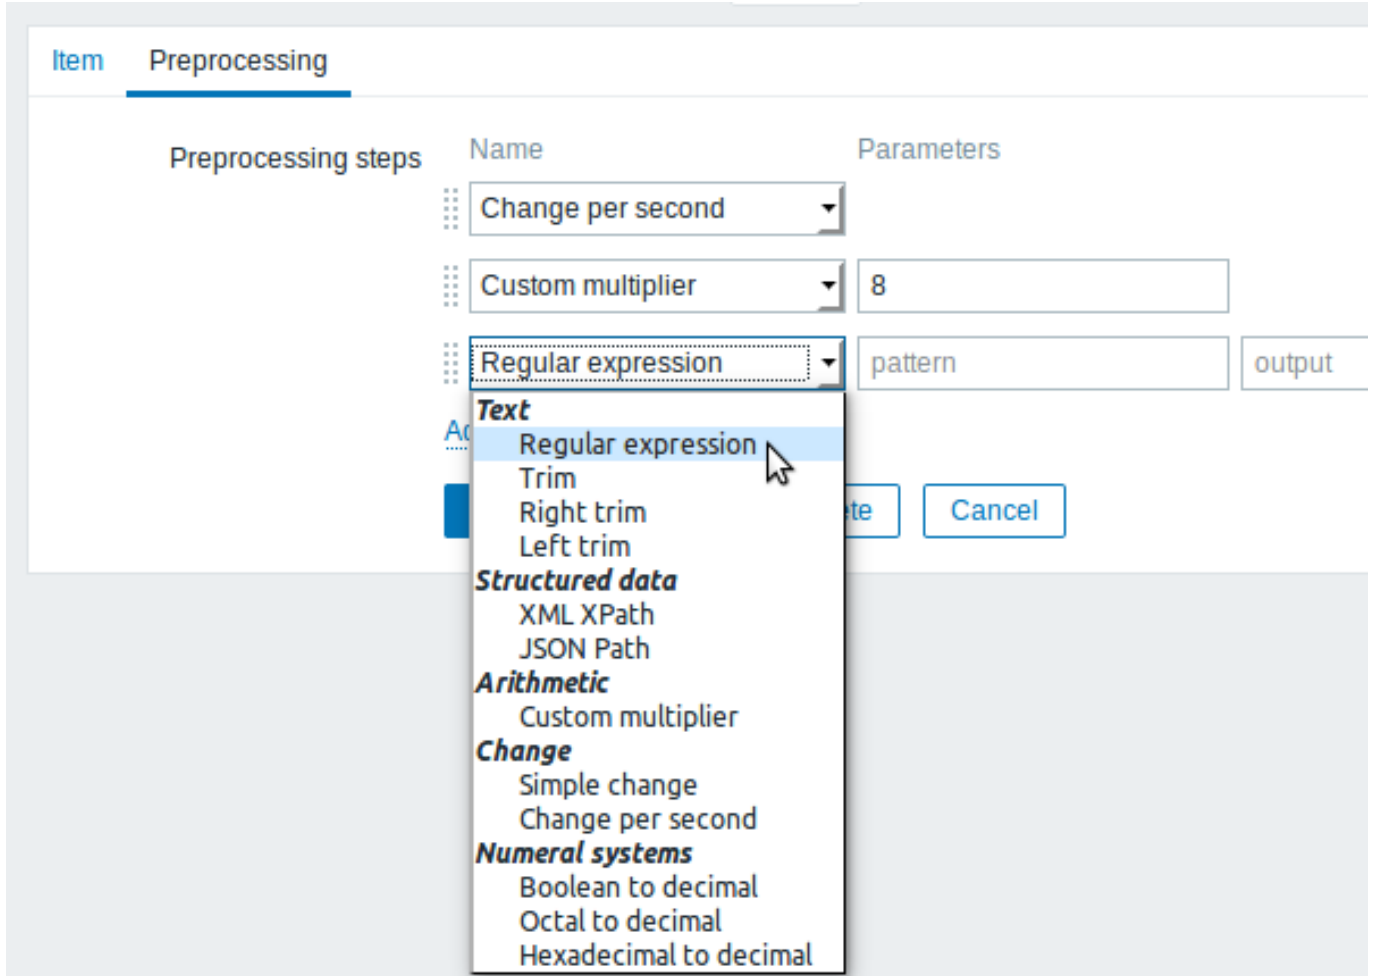 Item Preprocessing
Preprocessing steps Name Parameters
Change per second
Custom multiplier 8
Regular expression pattern output
Text
Regular expression
Trim
Right trim
Left trim
Cancel
Structured data
XML XPath
JSON Path
Arithmetic
Custom multiplier
Change
Simple change
Change per second
Numeral systems
Boolean to decimal
Octal to decimal
Hexadecimal to decimal